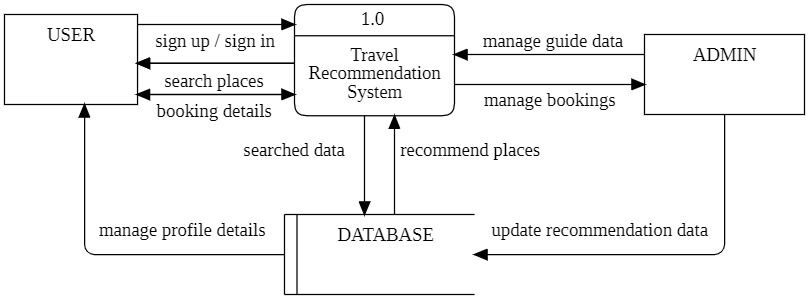 USER
1.0
sign up / sign in
search places
booking details
Travel
Recommendation
System
manage guide data
manage bookings
ADMIN
searched data
recommend places
manage profile details
DATABASE
update recommendation data